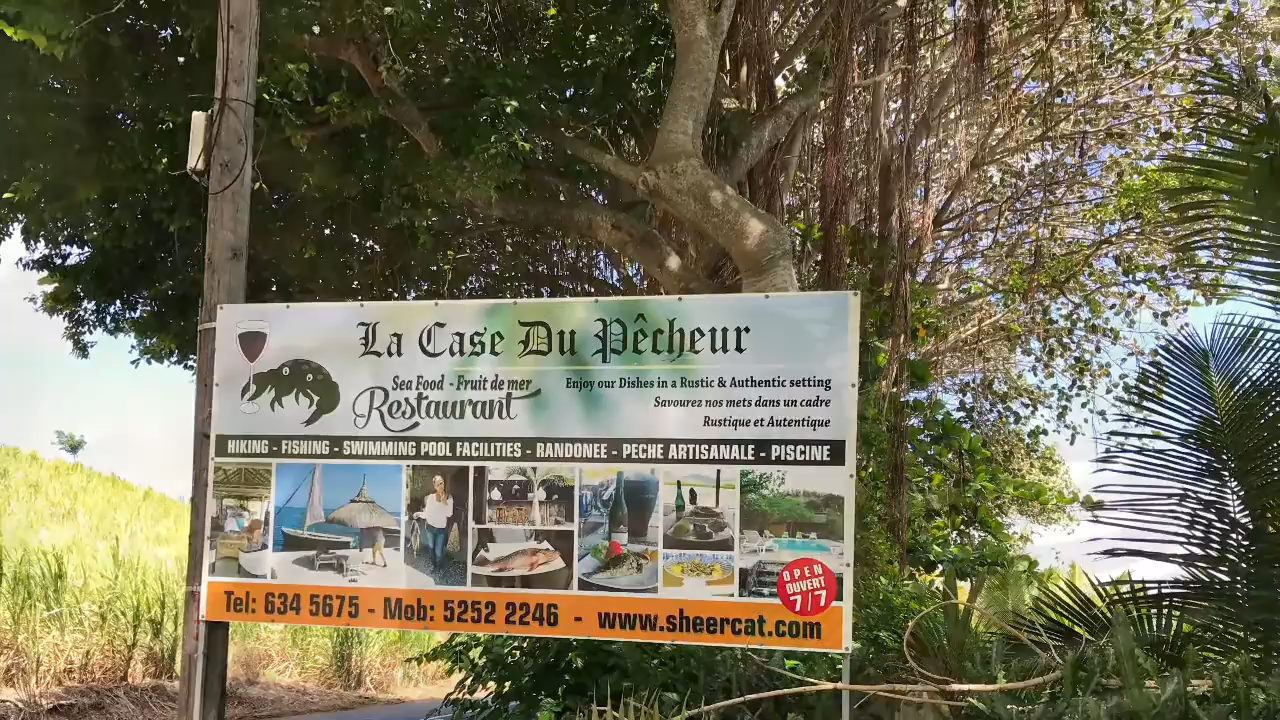 La Case Du Pêcheur
Sea Food - Fruit de mer
Restaurant
Enjoy our Dishes in a Rustic & Authentic setting
Savourez nos mets dans un cadre
Rustique et Autentique
HIKING - FISHING - SWIMMING POOL FACILITIES - RANDONEE - PECHE ARTISANALE - PISCINE
OPEN
OUVERT
7/7
Tel: 634 5675 - Mob: 5252 2246 - www.sheercat.com